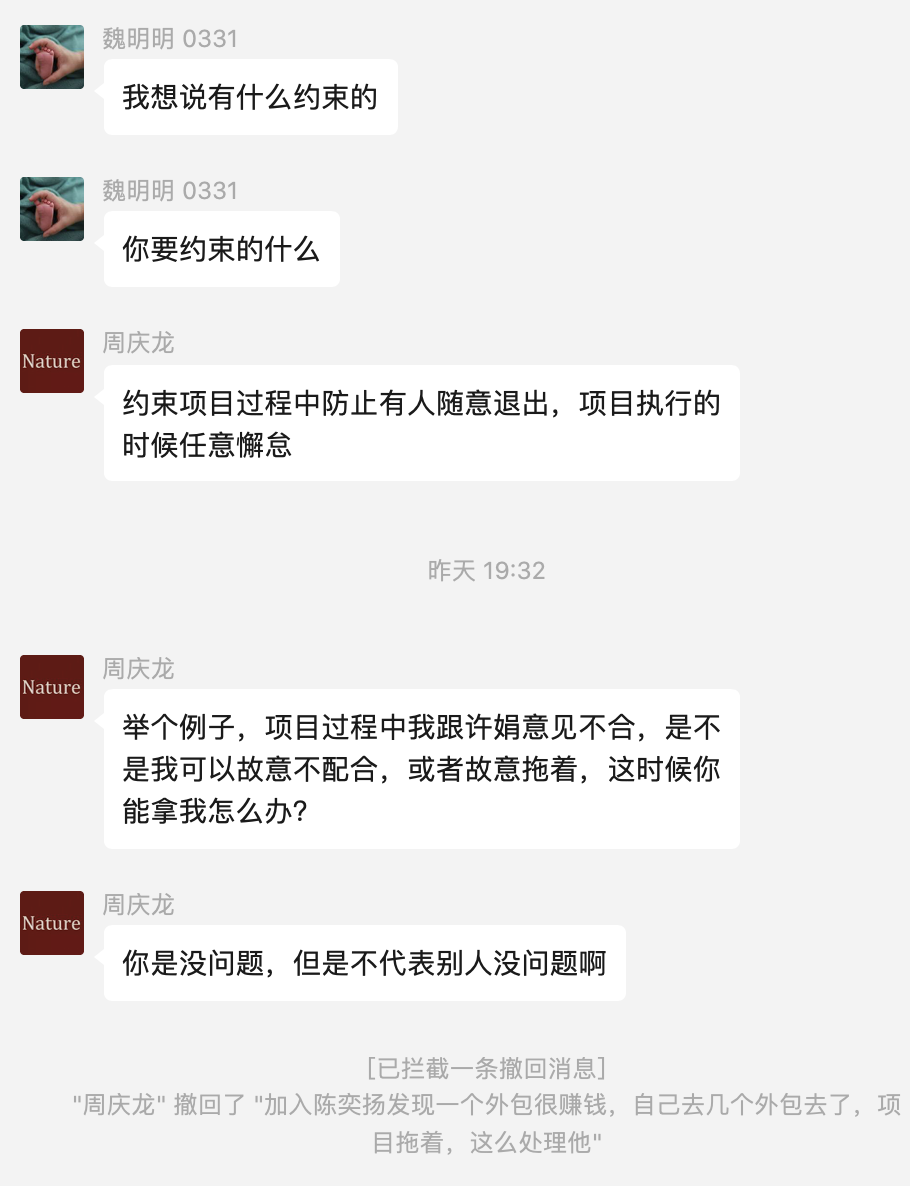 魏明明 0331
我想说有什么约束的
魏明明 0331
你要约束的什么
周庆龙
Nature
约束项目过程中防止有人随意退出，项目执行的
时候任意懈怠
昨天 19:32
周庆龙
Nature
举个例子，项目过程中我跟许娟意见不合，是不
是我可以故意不配合，或者故意拖着，这时候你
能拿我怎么办?
周庆龙
Nature
你是没问题，但是不代表别人没问题啊
[已拦截一条撤回消息]
"周庆龙" 撤回了 "加入陈奕扬发现一个外包很赚钱，自己去几个外包去了，项
目拖着，这么处理他"